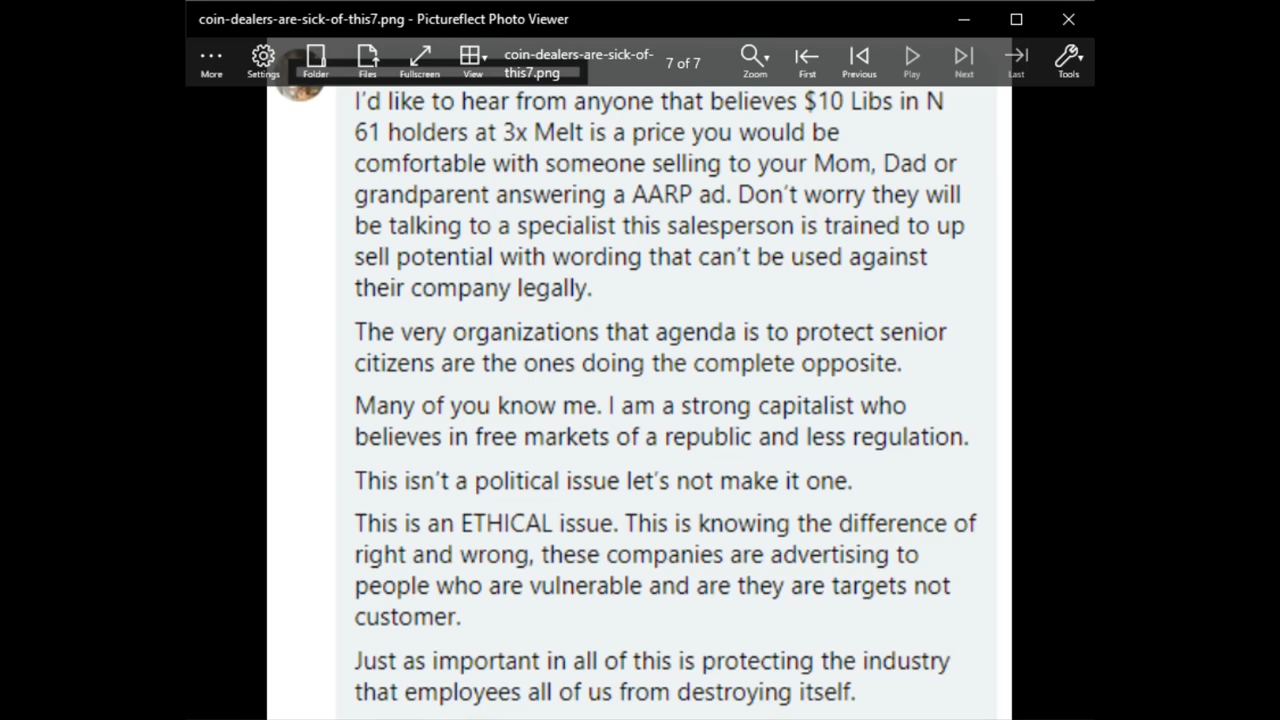 coin-dealers-are-sick-of-this7.png - Pictureflect Photo Viewer
More
Settings
Folder
Files
Fullscreen
View
coin-dealers-are-sick-of-
this7.png
7 of 7
Zoom
First
Previous
Play
Next
Last
Tools
I'd like to hear from anyone that believes $10 Libs in N
61 holders at 3x Melt is a price you would be
comfortable with someone selling to your Mom, Dad or
grandparent answering a AARP ad. Don't worry they will
be talking to a specialist this salesperson is trained to up
sell potential with wording that can't be used against
their company legally.
The very organizations that agenda is to protect senior
citizens are the ones doing the complete opposite.
Many of you know me. I am a strong capitalist who
believes in free markets of a republic and less regulation.
This isn't a political issue let's not make it one.
This is an ETHICAL issue. This is knowing the difference of
right and wrong, these companies are advertising to
people who are vulnerable and are they are targets not
customer.
Just as important in all of this is protecting the industry
that employees all of us from destroying itself.